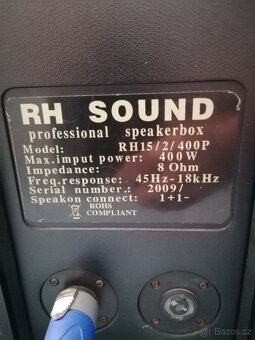 RH SOUND
professional speakerbox
Model: RH15/2/400P
Max.imput power: 400W
Impedance: 8 Ohm
Freq.response: 45Hz-18kHz
Serial number.: 2009/
Speakon connect: 1+1-
ROHS
COMPLIANT
Bazos.cz